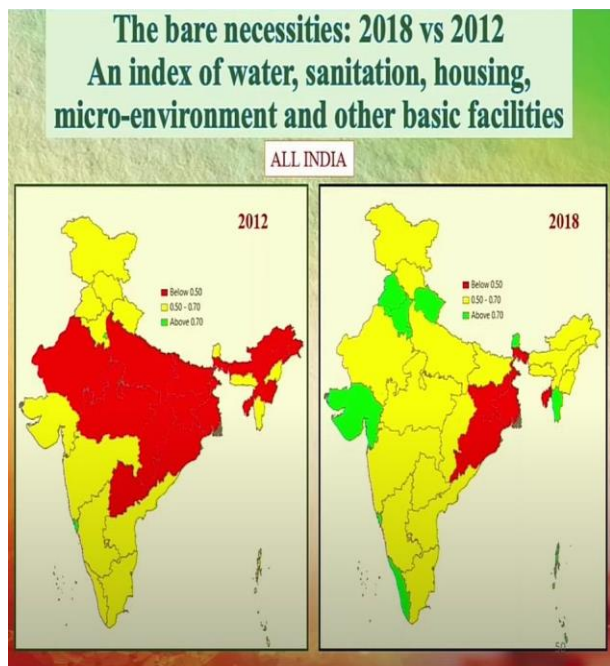 The bare necessities: 2018 vs 2012
An index of water, sanitation, housing,
micro-environment and other basic facilities
ALL INDIA
2012
Below 0.50
0.50 - 0.70
Above 0.70
2018
Below 0.50
0.50 - 0.70
Above 0.70